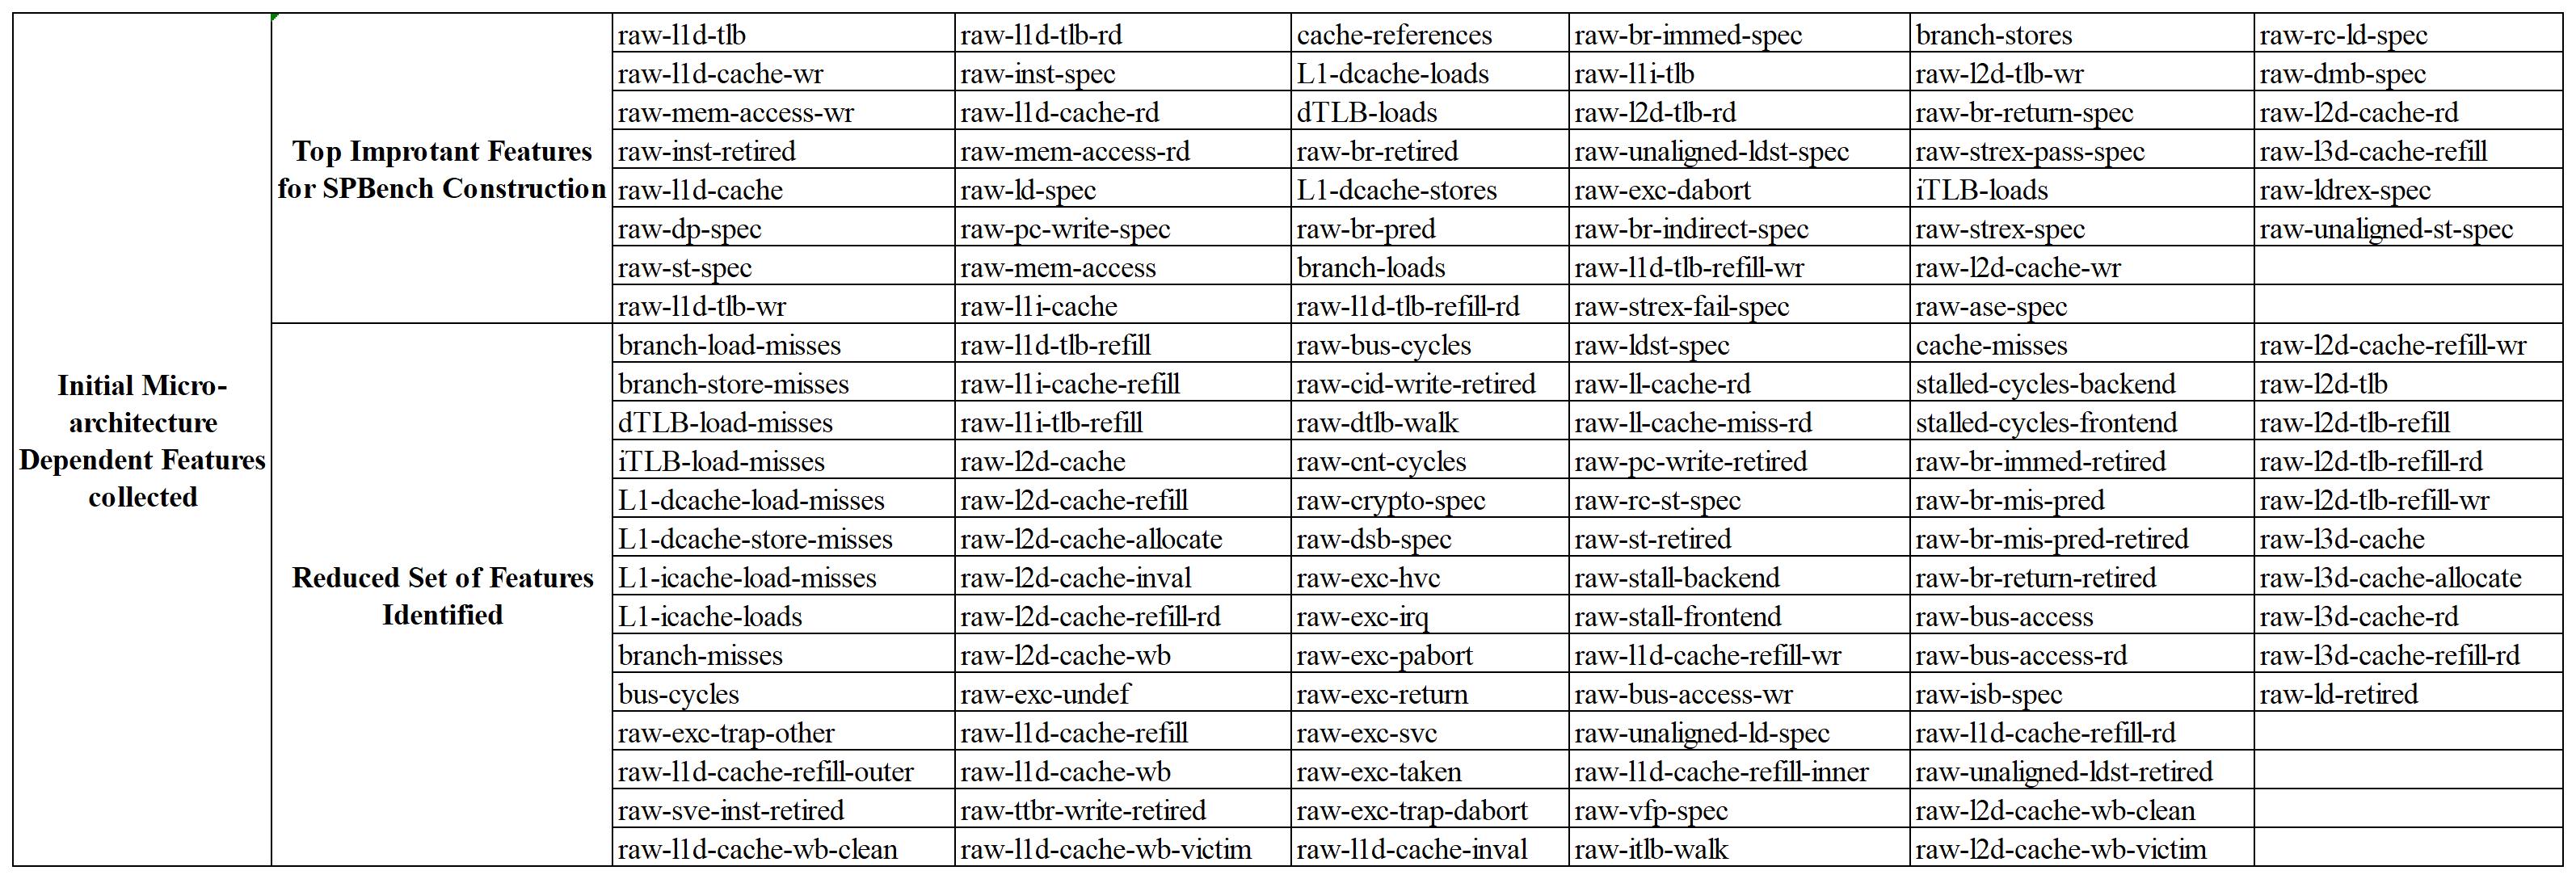 Initial Micro-
architecture
Dependent Features
collected
Top Improtant Features
for SPBench Construction
raw-l1d-tlb raw-l1d-tlb-rd cache-references raw-br-immed-spec branch-stores raw-rc-ld-spec
raw-l1d-cache-wr raw-inst-spec L1-dcache-loads raw-l1i-tlb raw-l2d-tlb-wr raw-dmb-spec
raw-mem-access-wr raw-l1d-cache-rd dTLB-loads raw-l2d-tlb-rd raw-br-return-spec raw-l2d-cache-rd
raw-inst-retired raw-mem-access-rd raw-br-retired raw-unaligned-ldst-spec raw-strex-pass-spec raw-l3d-cache-refill
raw-l1d-cache raw-ld-spec L1-dcache-stores raw-exc-dabort iTLB-loads raw-ldrex-spec
raw-dp-spec raw-pc-write-spec raw-br-pred raw-br-indirect-spec raw-strex-spec raw-unaligned-st-spec
raw-st-spec raw-mem-access branch-loads raw-l1d-tlb-refill-wr raw-l2d-cache-wr
raw-l1d-tlb-wr raw-l1i-cache raw-l1d-tlb-refill-rd raw-strex-fail-spec raw-ase-spec
Reduced Set of Features
Identified
branch-load-misses raw-l1d-tlb-refill raw-bus-cycles raw-ldst-spec cache-misses raw-l2d-cache-refill-wr
branch-store-misses raw-l1i-cache-refill raw-cid-write-retired raw-ll-cache-rd stalled-cycles-backend raw-l2d-tlb
dTLB-load-misses raw-l1i-tlb-refill raw-dtlb-walk raw-ll-cache-miss-rd stalled-cycles-frontend raw-l2d-tlb-refill
iTLB-load-misses raw-l2d-cache raw-cnt-cycles raw-pc-write-retired raw-br-immed-retired raw-l2d-tlb-refill-rd
L1-dcache-load-misses raw-l2d-cache-refill raw-crypto-spec raw-rc-st-spec raw-br-mis-pred raw-l2d-tlb-refill-wr
L1-dcache-store-misses raw-l2d-cache-allocate raw-dsb-spec raw-st-retired raw-br-mis-pred-retired raw-l3d-cache
L1-icache-load-misses raw-l2d-cache-inval raw-exc-hvc raw-stall-backend raw-br-return-retired raw-l3d-cache-allocate
L1-icache-loads raw-l2d-cache-refill-rd raw-exc-irq raw-stall-frontend raw-bus-access raw-l3d-cache-rd
branch-misses raw-l2d-cache-wb raw-exc-pabort raw-l1d-cache-refill-wr raw-bus-access-rd raw-l3d-cache-refill-rd
bus-cycles raw-exc-undef raw-exc-return raw-bus-access-wr raw-isb-spec raw-ld-retired
raw-exc-trap-other raw-l1d-cache-refill raw-exc-svc raw-unaligned-ld-spec raw-l1d-cache-refill-rd
raw-l1d-cache-refill-outer raw-l1d-cache-wb raw-exc-taken raw-l1d-cache-refill-inner raw-unaligned-ldst-retired
raw-sve-inst-retired raw-ttbr-write-retired raw-exc-trap-dabort raw-vfp-spec raw-l2d-cache-wb-clean
raw-l1d-cache-wb-clean raw-l1d-cache-wb-victim raw-l1d-cache-inval raw-itlb-walk raw-l2d-cache-wb-victim